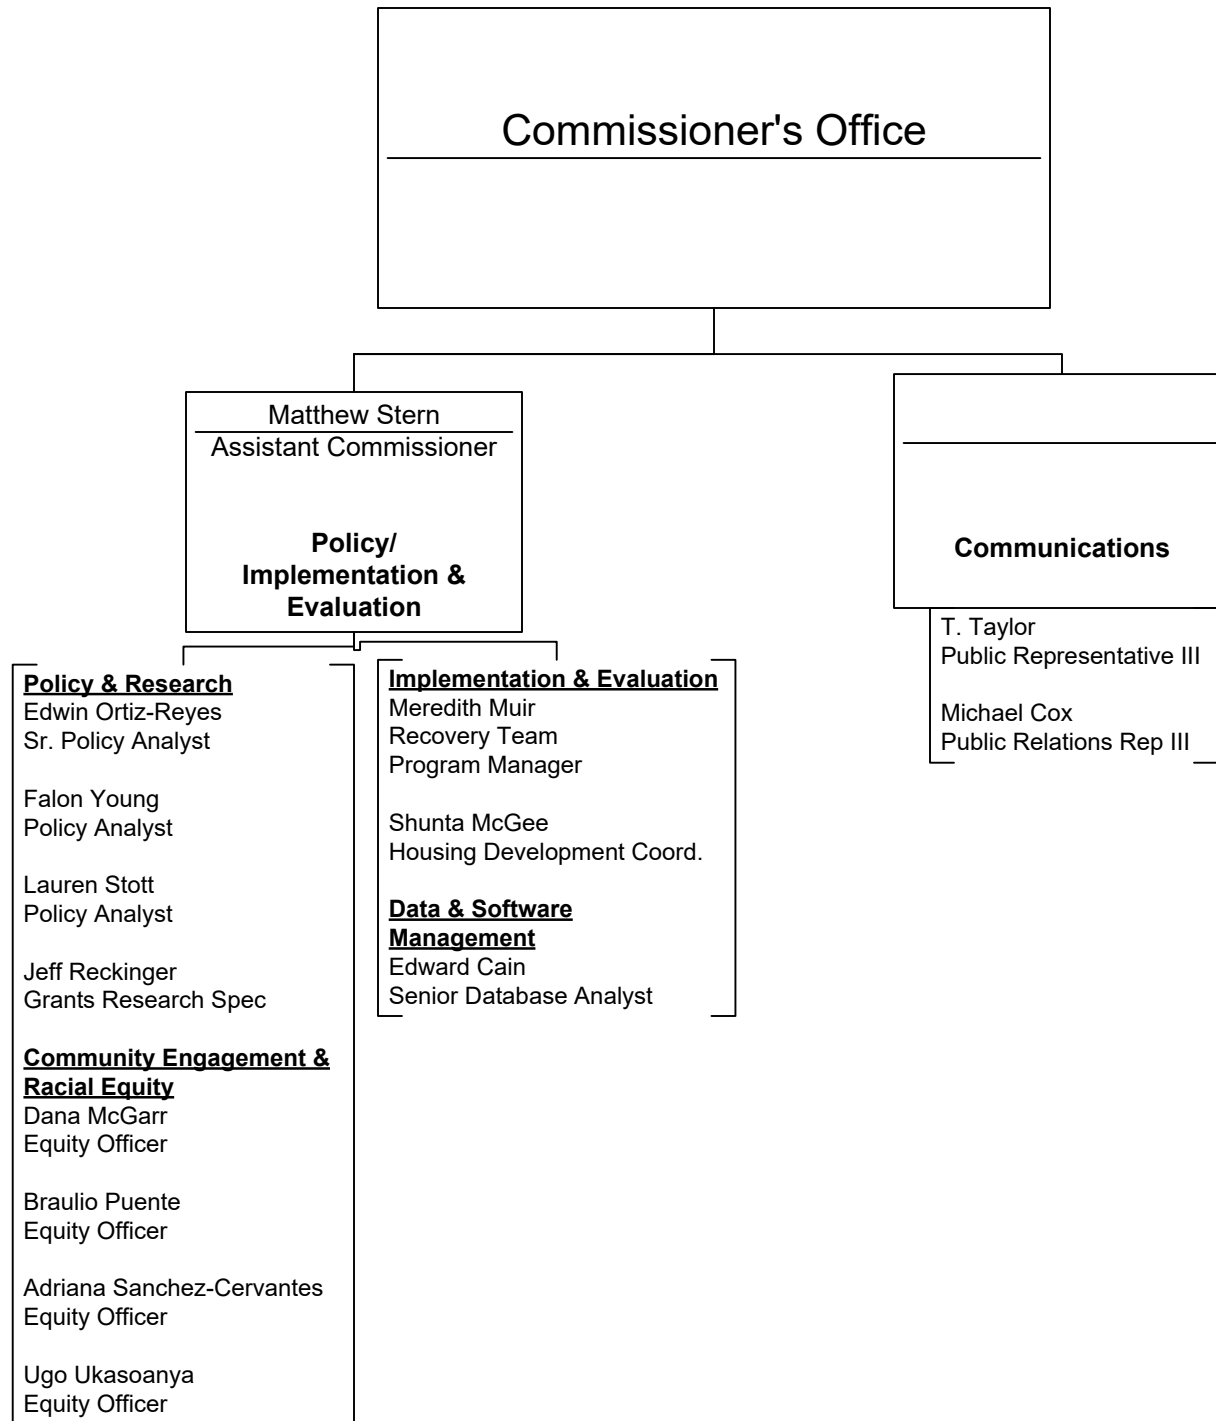 Commissioner's Office
Matthew Stern
Assistant Commissioner
Policy/
Implementation &
Evaluation
Communications
T. Taylor
Public Representative III
Michael Cox
Public Relations Rep III
Policy & Research
Edwin Ortiz-Reyes
Sr. Policy Analyst
Falon Young
Policy Analyst
Lauren Stott
Policy Analyst
Jeff Reckinger
Grants Research Spec
Community Engagement &
Racial Equity
Dana McGarr
Equity Officer
Braulio Puente
Equity Officer
Adriana Sanchez-Cervantes
Equity Officer
Ugo Ukasoanya
Equity Officer
Implementation & Evaluation
Meredith Muir
Recovery Team
Program Manager
Shunta McGee
Housing Development Coord.
Data & Software
Management
Edward Cain
Senior Database Analyst